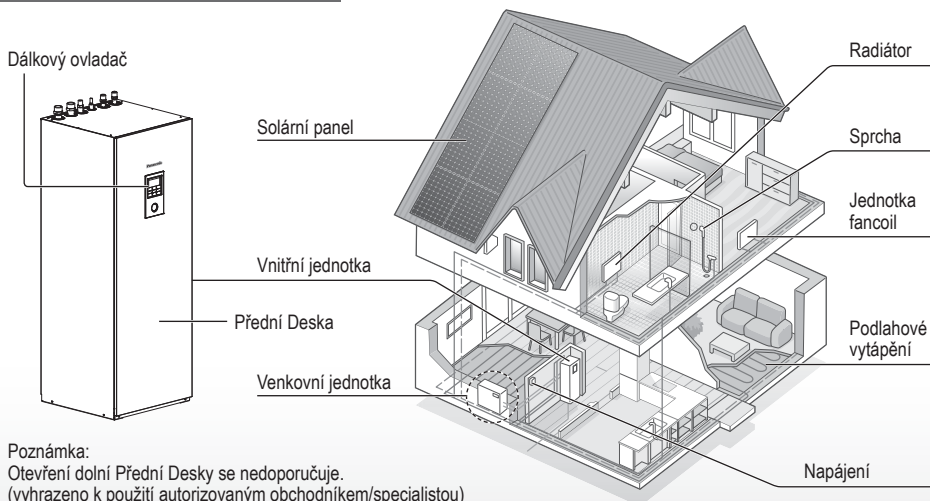 Dálkový ovladač
Solární panel
Vnitřní jednotka
Přední Deska
Venkovní jednotka
Radiátor
Sprcha
Jednotka
fancoil
Podlahové
vytápění
Napájení
Poznámka:
Otevření dolní Přední Desky se nedoporučuje.
(vyhrazeno k použití autorizovaným obchodníkem/specialistou)